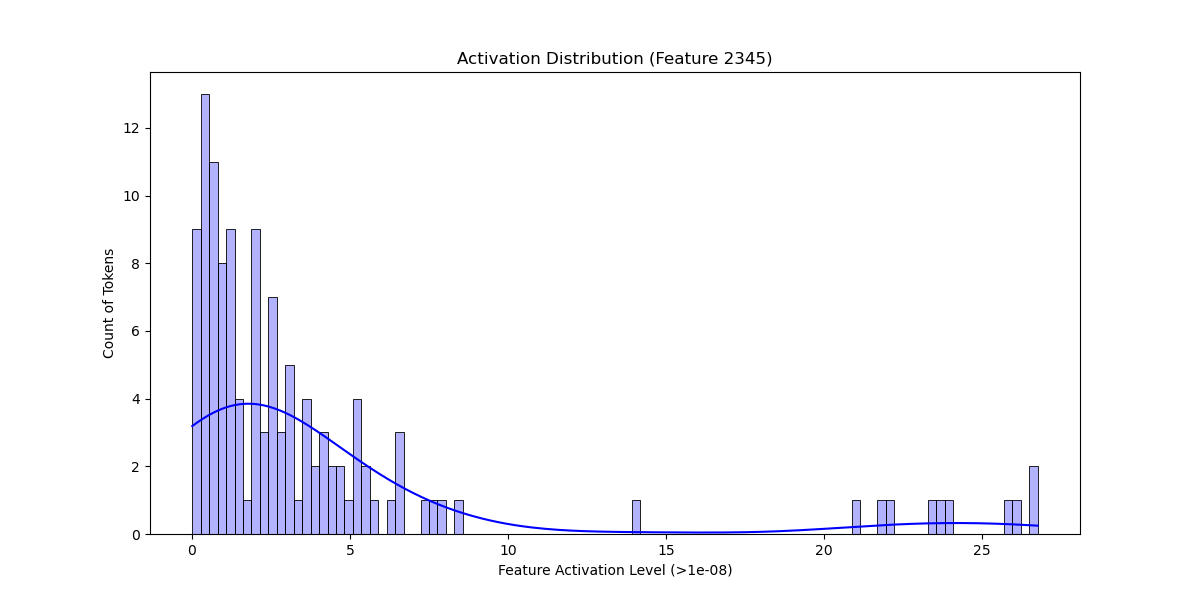 Activation Distribution (Feature 2345)
12
10
8
6
4
2
0
Count of Tokens
0 5 10 15 20 25
Feature Activation Level (>1e-08)